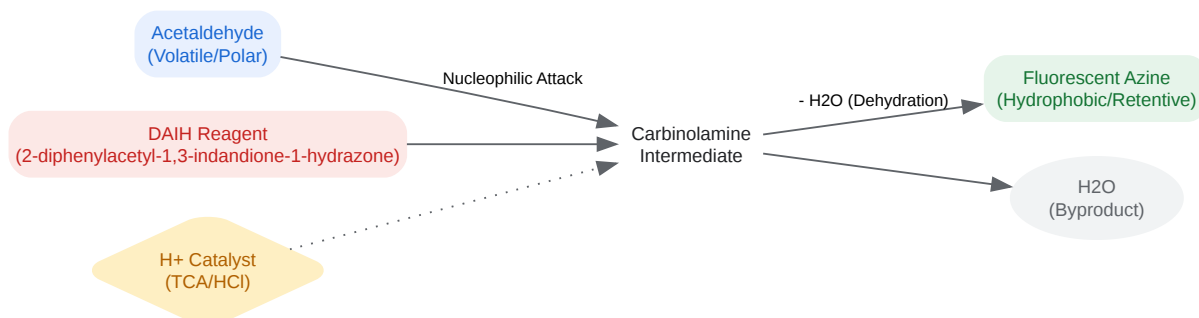 Acetaldehyde
(Volatile/Polar)
Nucleophilic Attack
DAIH Reagent
(2-diphenylacetyl-1,3-indandione-1-hydrazone)
H+ Catalyst
(TCA/HCl)
Carbinolamine
Intermediate
- H2O (Dehydration)
Fluorescent Azine
(Hydrophobic/Retentive)
H2O
(Byproduct)